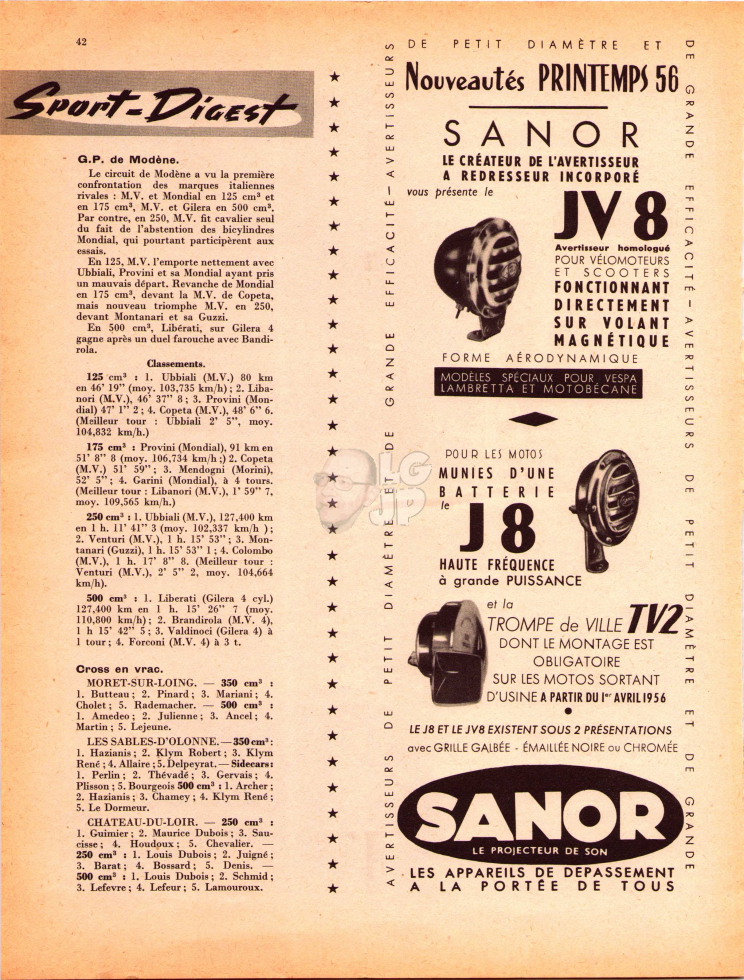 42
Sport-Digest
G.P. de Modène.
Le circuit de Modène a vu la première
confrontation des marques italiennes
rivales : M.V. et Mondial en 125 cm³ et
en 175 cm³, M.V. et Gilera en 500 cm³.
Par contre, en 250, M.V. fit cavalier seul
du fait de l'abstention des bicylindres
Mondial, qui pourtant participèrent aux
essais.
En 125, M.V. l'emporte nettement avec
Ubbiali, Provini et sa Mondial ayant pris
un mauvais départ. Revanche de Mondial
en 175 cm³, devant la M.V. de Copeta,
mais nouveau triomphe M.V. en 250,
devant Montanari et sa Guzzi.
En 500 cm³, Libérati, sur Gilera 4
gagne après un duel farouche avec Bandi-
rola.
Classements.
125 cm³ : 1. Ubbiali (M.V.) 80 km
en 46' 19" (moy. 103,735 km/h) ; 2. Liba-
nori (M.V.), 46' 37" 8 ; 3. Provini (Mon-
dial) 47' 1" 2 ; 4. Copeta (M.V.), 48' 6" 6.
(Meilleur tour : Ubbiali 2' 5", moy.
104,832 km/h.)
175 cm³ : Provini (Mondial), 91 km en
51' 8" 8 (moy. 106,734 km/h ;) 2. Copeta
(M.V.) 51' 59" ; 3. Mendogni (Morini),
52' 5" ; 4. Garini (Mondial), à 4 tours.
(Meilleur tour : Libanori (M.V.), 1' 59" 7,
moy. 109,565 km/h.)
250 cm³ : 1. Ubbiali (M.V.), 127,400 km
en 1 h. 11' 41" 3 (moy. 102,337 km/h ) ;
2. Venturi (M.V.), 1 h. 15' 53" ; 3. Mon-
tanari (Guzzi), 1 h. 15' 53" 1 ; 4. Colombo
(M.V.), 1 h. 17' 8" 8. (Meilleur tour :
Venturi (M.V.), 2' 5" 2, moy. 104,664
km/h).
500 cm³ : 1. Liberati (Gilera 4 cyl.)
127,400 km en 1 h. 15' 26" 7 (moy.
110,800 km/h) ; 2. Brandirola (M.V. 4),
1 h 15' 42" 5 ; 3. Valdinoci (Gilera 4) à
1 tour ; 4. Forconi (M.V. 4) à 3 t.
Cross en vrac.
MORET-SUR-LOING. — 350 cm³ :
1. Butteau ; 2. Pinard ; 3. Mariani ; 4.
Cholet ; 5. Rademacher. — 500 cm³ :
1. Amedeo ; 2. Julienne ; 3. Ancel ; 4.
Martin ; 5. Lejeune.
LES SABLES-D'OLONNE. — 350 cm³ :
1. Hazianis ; 2. Klym Robert ; 3. Klym
René ; 4. Allaire ; 5. Delpeyrat. — Sidecars :
1. Perlin ; 2. Thévadé ; 3. Gervais ; 4.
Plisson ; 5. Bourgeois 500 cm³ : 1. Archer ;
2. Hazianis ; 3. Chamey ; 4. Klym René ;
5. Le Dormeur.
CHATEAU-DU-LOIR. — 250 cm³ :
1. Guimier ; 2. Maurice Dubois ; 3. Sau-
cisse ; 4. Houdoux ; 5. Chevalier. —
250 cm³ : 1. Louis Dubois ; 2. Juigné ;
3. Barat ; 4. Bossard ; 5. Denis. —
500 cm³ : 1. Louis Dubois ; 2. Schmid ;
3. Lefevre ; 4. Lefeur ; 5. Lamouroux.
AVERTISSEURS DE PETIT DIAMÈTRE ET DE GRANDE EFFICACITÉ — AVERTISSEURS
DE PETIT DIAMÈTRE ET
DE GRANDE EFFICACITÉ — AVERTISSEURS DE PETIT DIAMÈTRE ET DE GRANDE
Nouveautés PRINTEMPS 56
SANOR
LE CRÉATEUR DE L'AVERTISSEUR
A REDRESSEUR INCORPORÉ
vous présente le
JV8
Avertisseur homologué
POUR VÉLOMOTEURS
ET SCOOTERS
FONCTIONNANT
DIRECTEMENT
SUR VOLANT
MAGNÉTIQUE
FORME AÉRODYNAMIQUE
MODÈLES SPÉCIAUX POUR VESPA
LAMBRETTA ET MOTOBÉCANE
POUR LES MOTOS
MUNIES D'UNE
BATTERIE
le
J8
HAUTE FRÉQUENCE
à grande PUISSANCE
et la
TROMPE de VILLE TV2
DONT LE MONTAGE EST
OBLIGATOIRE
SUR LES MOTOS SORTANT
D'USINE A PARTIR DU 1er AVRIL 1956
LE J8 ET LE JV8 EXISTENT SOUS 2 PRÉSENTATIONS
avec GRILLE GALBÉE - ÉMAILLÉE NOIRE ou CHROMÉE
SANOR
LE PROJECTEUR DE SON
LES APPAREILS DE DEPASSEMENT
A LA PORTÉE DE TOUS
LG
JP